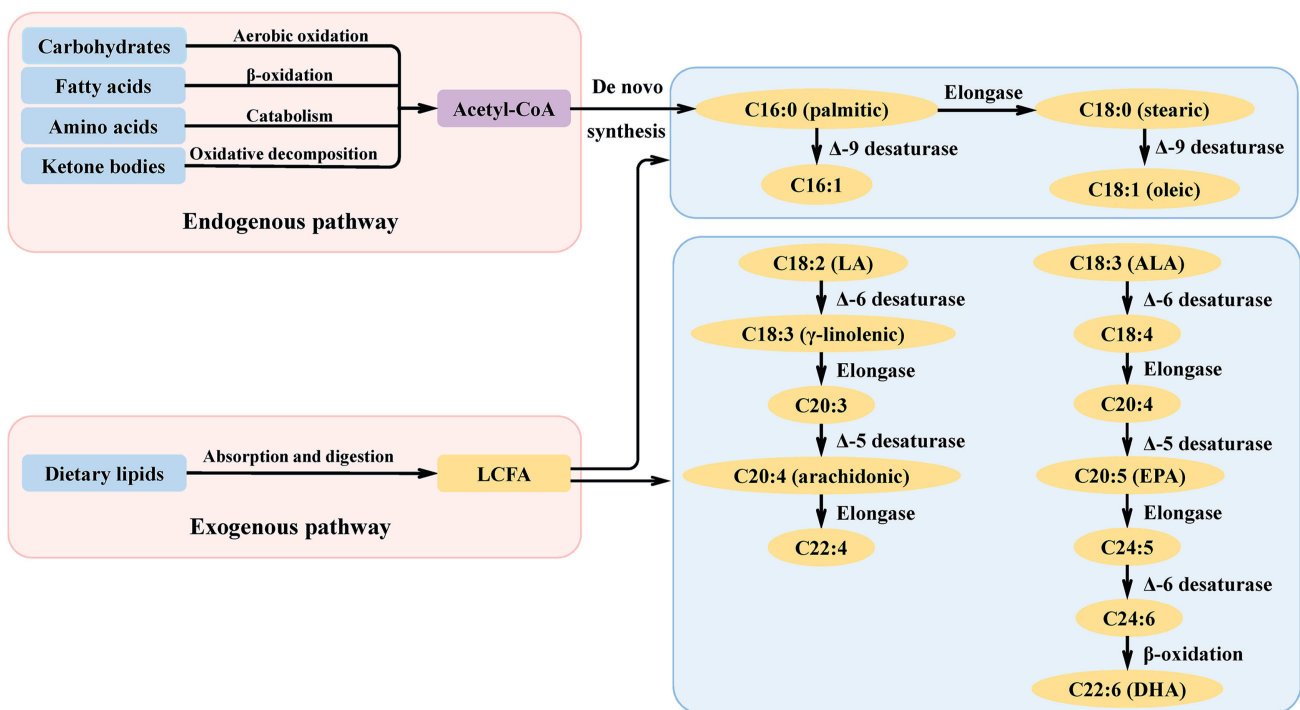 Carbohydrates
Aerobic oxidation
Fatty acids
β-oxidation
Amino acids
Catabolism
Ketone bodies
Oxidative decomposition
Acetyl-CoA
Endogenous pathway
De novo
synthesis
C16:0 (palmitic)
Elongase
C18:0 (stearic)
Δ-9 desaturase
Δ-9 desaturase
C16:1
C18:1 (oleic)
Dietary lipids
Absorption and digestion
LCFA
Exogenous pathway
C18:2 (LA)
Δ-6 desaturase
C18:3 (γ-linolenic)
Elongase
C20:3
Δ-5 desaturase
C20:4 (arachidonic)
Elongase
C22:4
C18:3 (ALA)
Δ-6 desaturase
C18:4
Elongase
C20:4
Δ-5 desaturase
C20:5 (EPA)
Elongase
C24:5
Δ-6 desaturase
C24:6
β-oxidation
C22:6 (DHA)